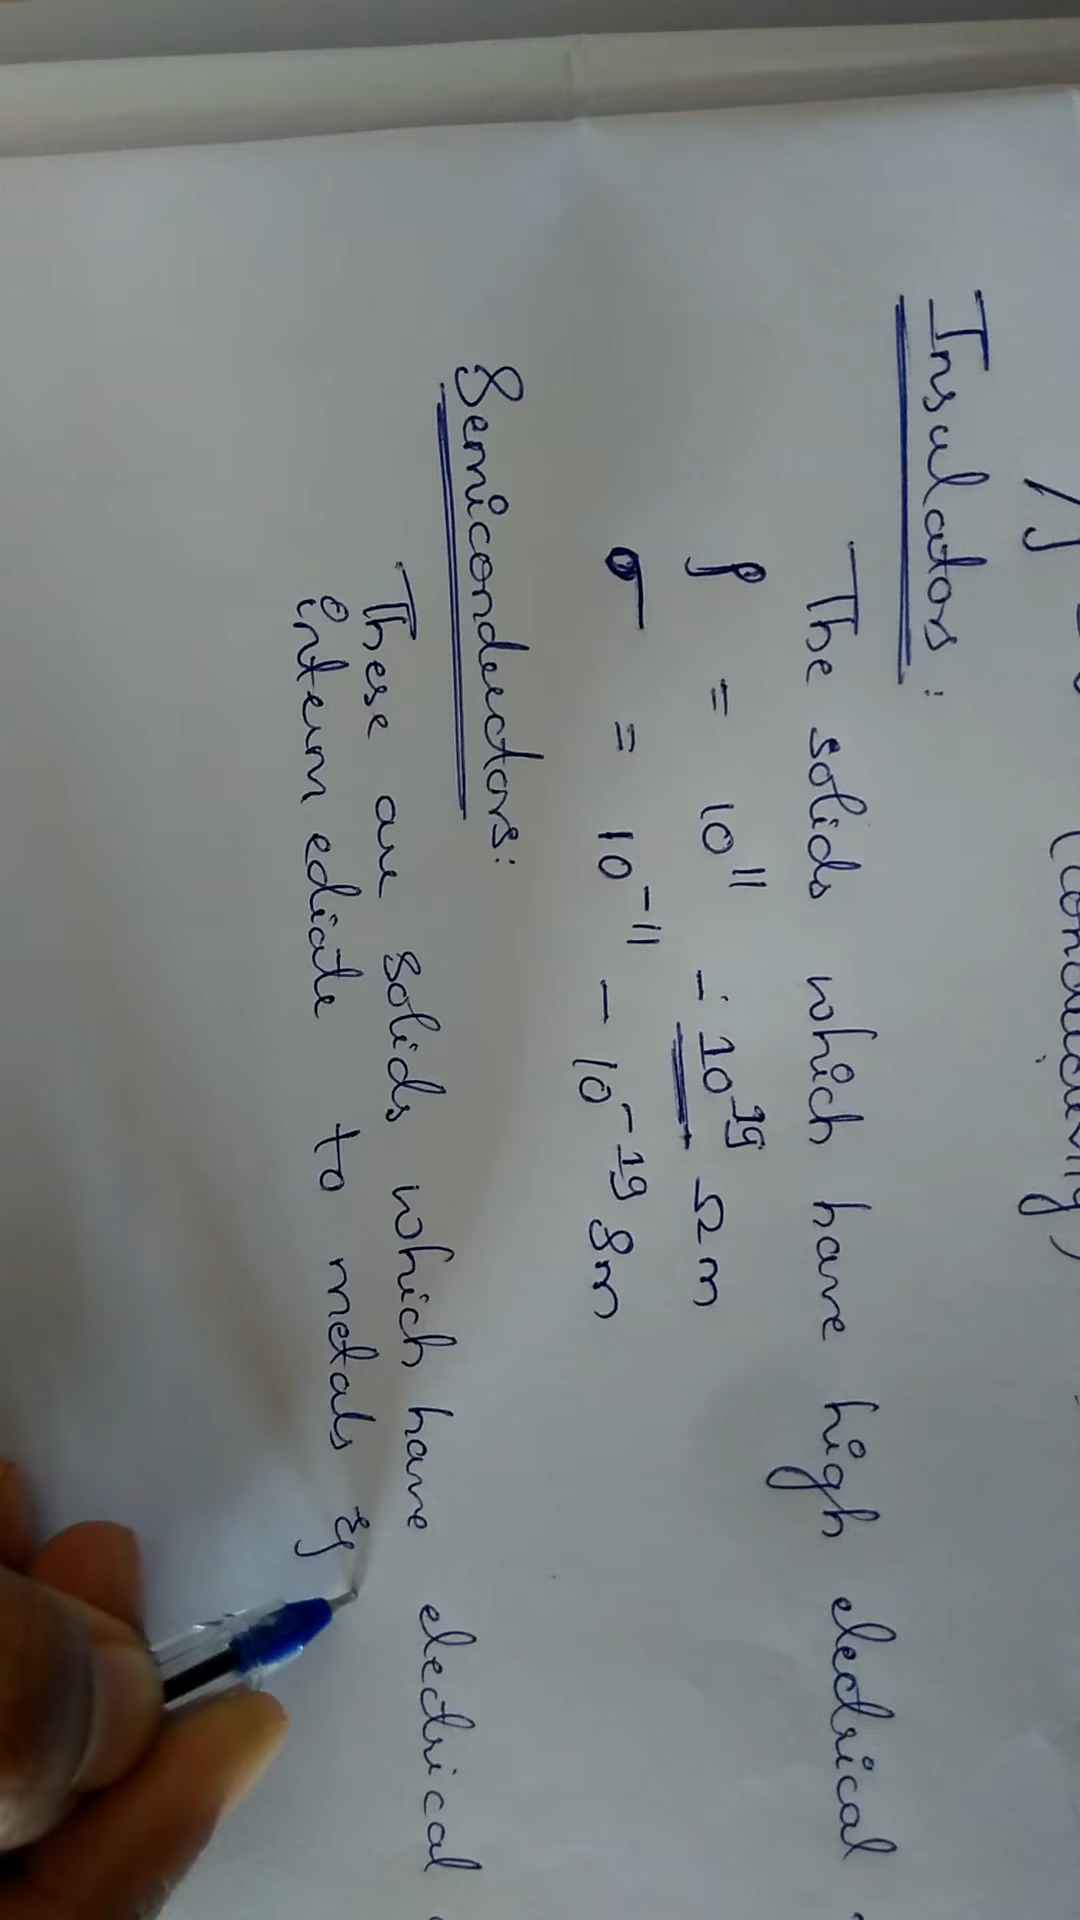 (conductivity)
Insulators:
The solids which have high electrical
ρ = 10¹¹ - 10¹⁹ Ωm
σ = 10⁻¹¹ - 10⁻¹⁹ Sm
Semiconductors:
These are solids which have electrical
intermediate to metals &